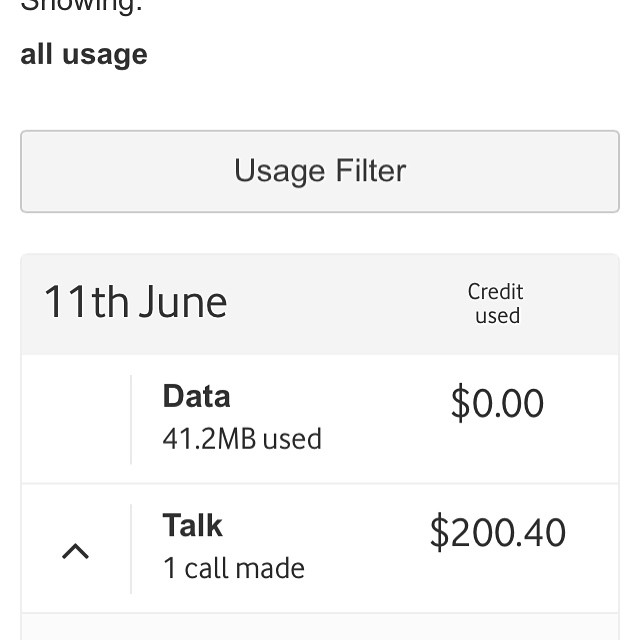 Showing:
all usage
Usage Filter
11th June
Credit
used
Data
$0.00
41.2MB used
Talk
$200.40
1 call made